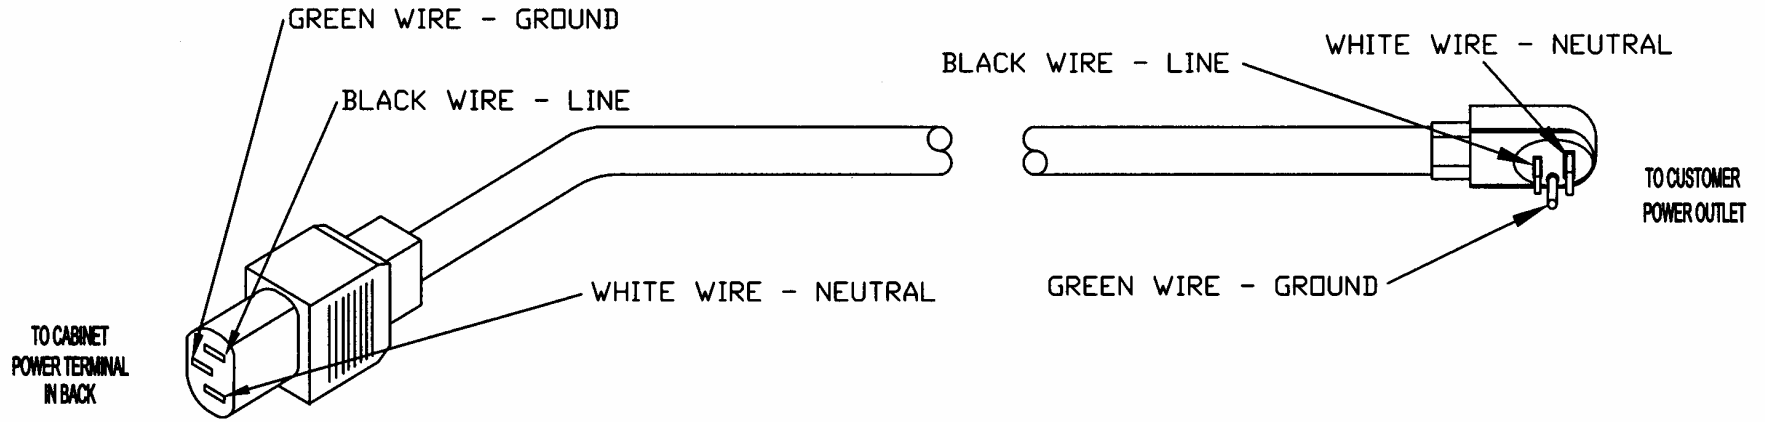 GREEN WIRE - GROUND
BLACK WIRE - LINE
WHITE WIRE - NEUTRAL
TO CABINET
POWER TERMINAL
IN BACK
BLACK WIRE - LINE
WHITE WIRE - NEUTRAL
GREEN WIRE - GROUND
TO CUSTOMER
POWER OUTLET